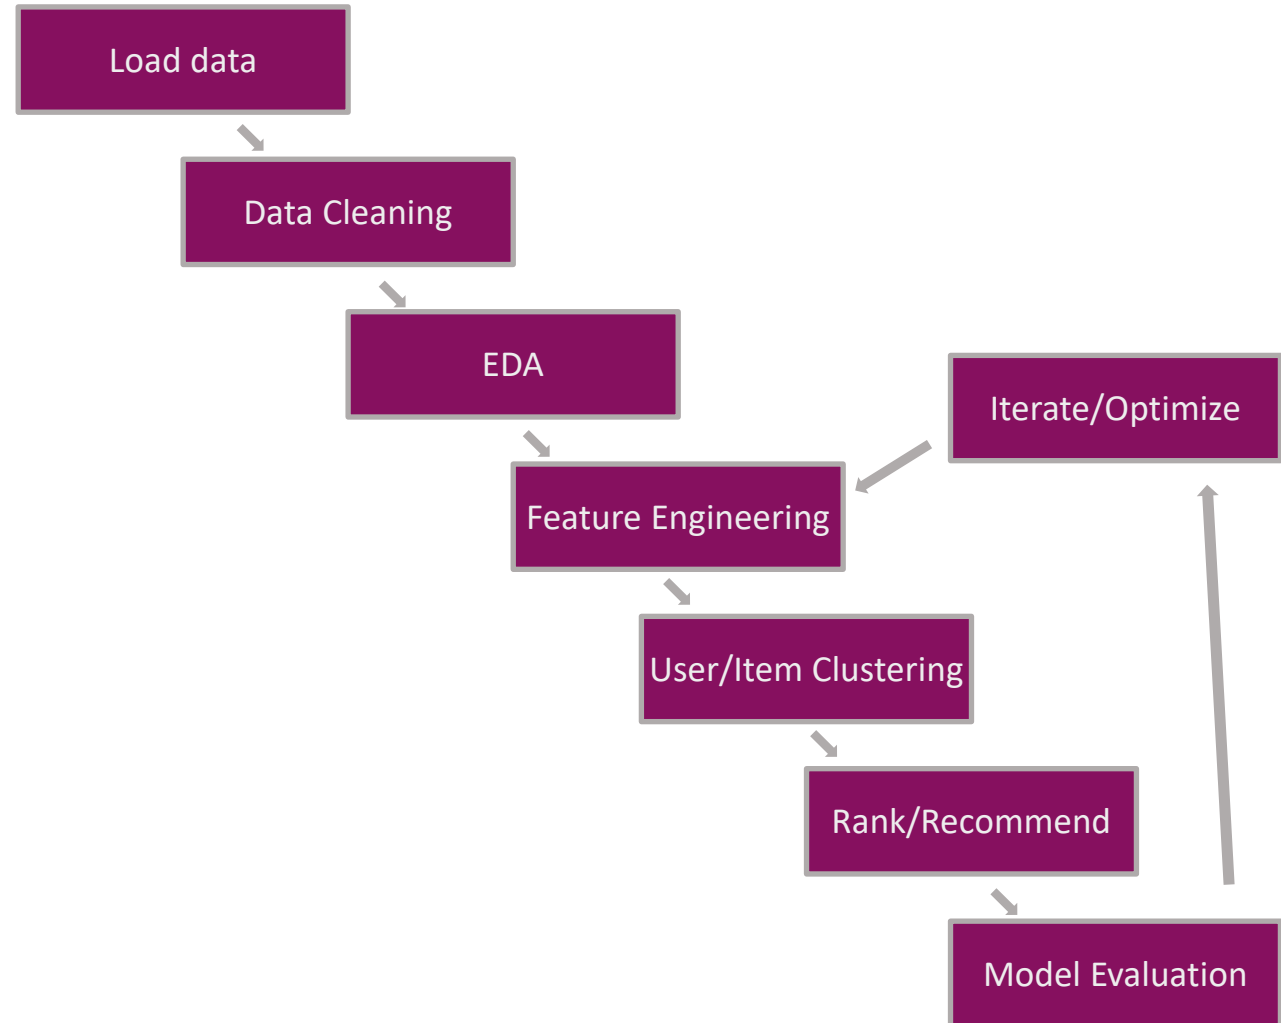 Load data
Data Cleaning
EDA
Iterate/Optimize
Feature Engineering
User/Item Clustering
Rank/Recommend
Model Evaluation